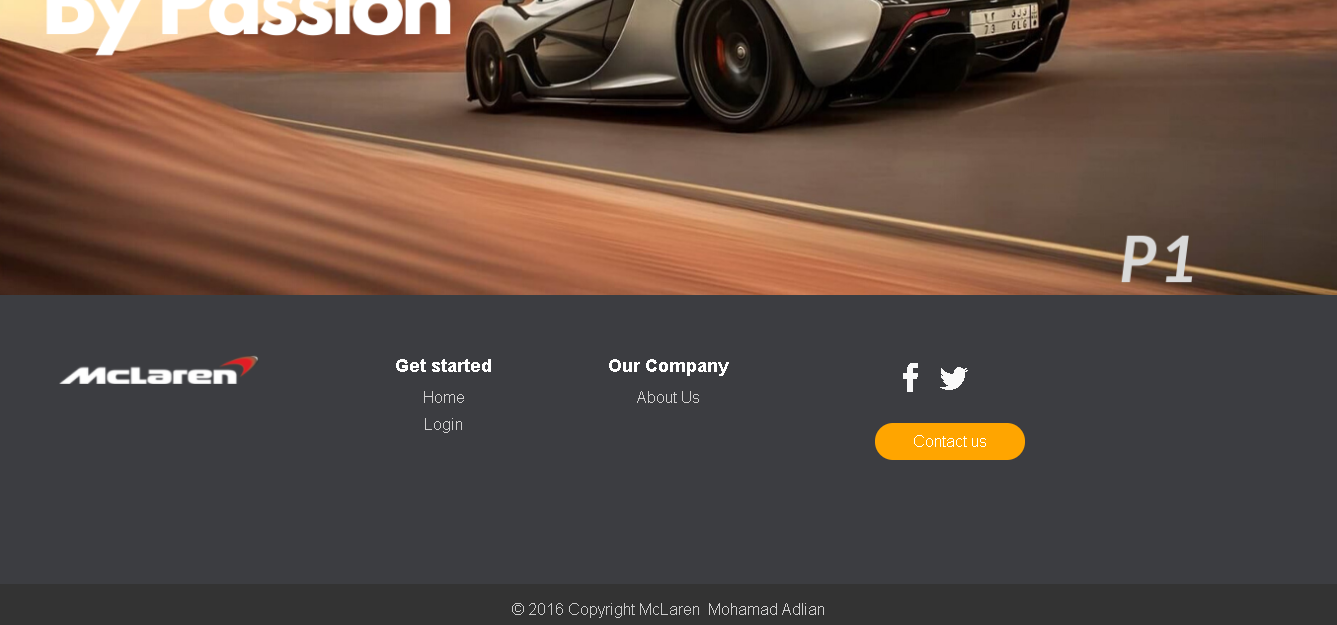 By Passion
P1
McLaren
Get started
Home
Login
Our Company
About Us
Contact us
© 2016 Copyright McLaren Mohamad Adlian